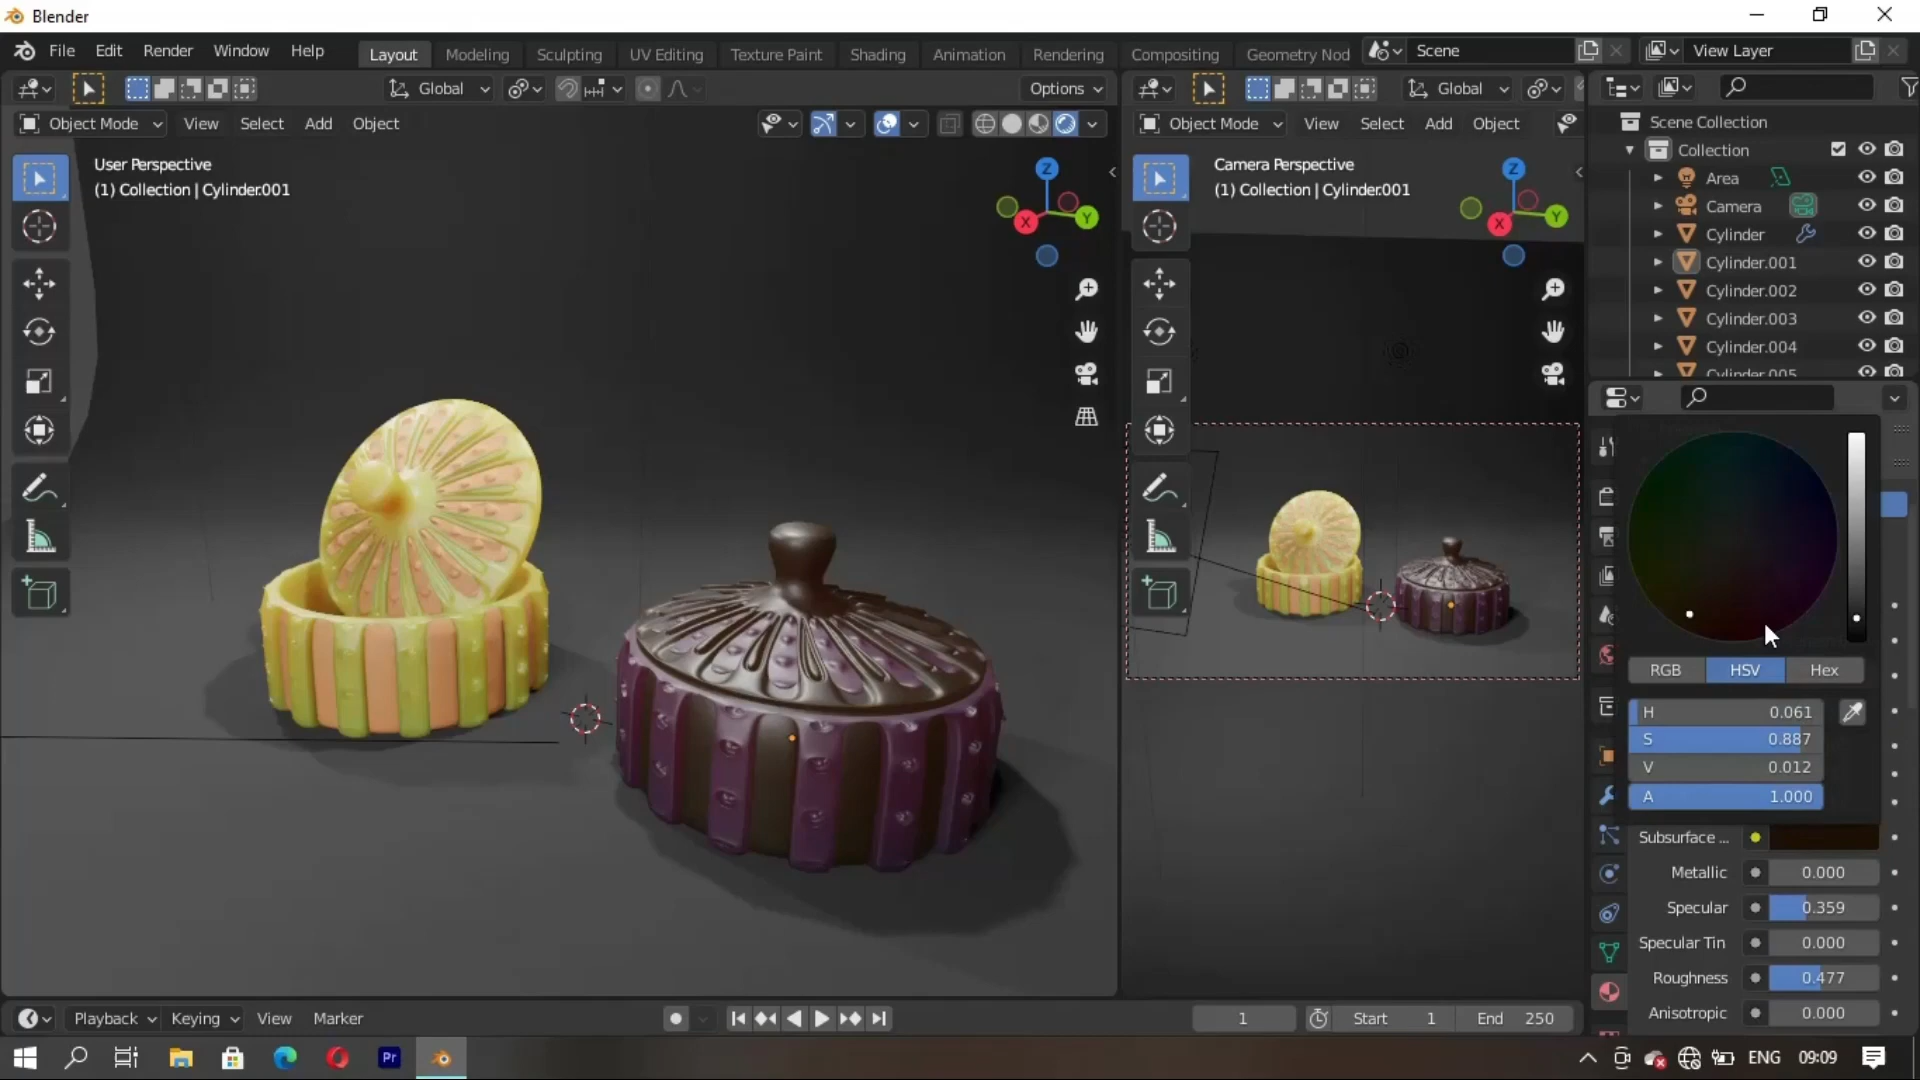 Blender
File Edit Render Window Help Layout Modeling Sculpting UV Editing Texture Paint Shading Animation Rendering Compositing Geometry Nod Scene View Layer
Global Options Global
Object Mode View Select Add Object Object Mode View Select Add Object
User Perspective
(1) Collection | Cylinder.001
Z
Y
X
Camera Perspective
(1) Collection | Cylinder.001
Z
Y
X
Scene Collection
Collection
Area
Camera
Cylinder
Cylinder.001
Cylinder.002
Cylinder.003
Cylinder.004
Cylinder.005
RGB HSV Hex
H 0.061
S 0.887
V 0.012
A 1.000
Subsurface ...
Metallic 0.000
Specular 0.359
Specular Tin 0.000
Roughness 0.477
Anisotropic 0.000
Playback Keying View Marker 1 Start 1 End 250
Pr ENG 09:09